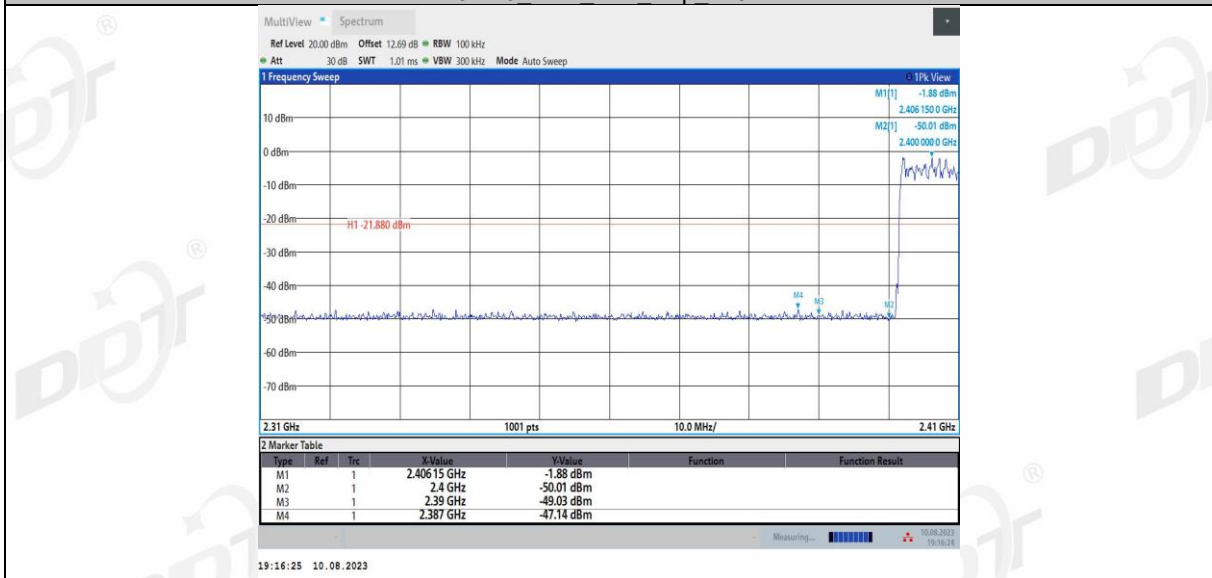 MultiView Spectrum
Ref Level 20.00 dBm Offset 12.69 dB RBW 100 kHz
Att 30 dB SWT 1.01 ms VBW 300 kHz Mode Auto Sweep
1 Frequency Sweep 1Pk View
M1[1] -1.88 dBm
2.406 150 0 GHz
10 dBm
M2[1] -50.01 dBm
2.400 000 0 GHz
0 dBm
-10 dBm
-20 dBm
H1 -21.880 dBm
-30 dBm
-40 dBm
M4
M3
M2
-50 dBm
-60 dBm
-70 dBm
2.31 GHz 1001 pts 10.0 MHz/ 2.41 GHz
2 Marker Table
Type Ref Trc X-Value Y-Value Function Function Result
M1 1 2.40615 GHz -1.88 dBm
M2 1 2.4 GHz -50.01 dBm
M3 1 2.39 GHz -49.03 dBm
M4 1 2.387 GHz -47.14 dBm
Measuring... 10.08.2023
19:16:24
19:16:25 10.08.2023
DDT
®
DDT
®
DDT
DDT
DDT
®
DDT